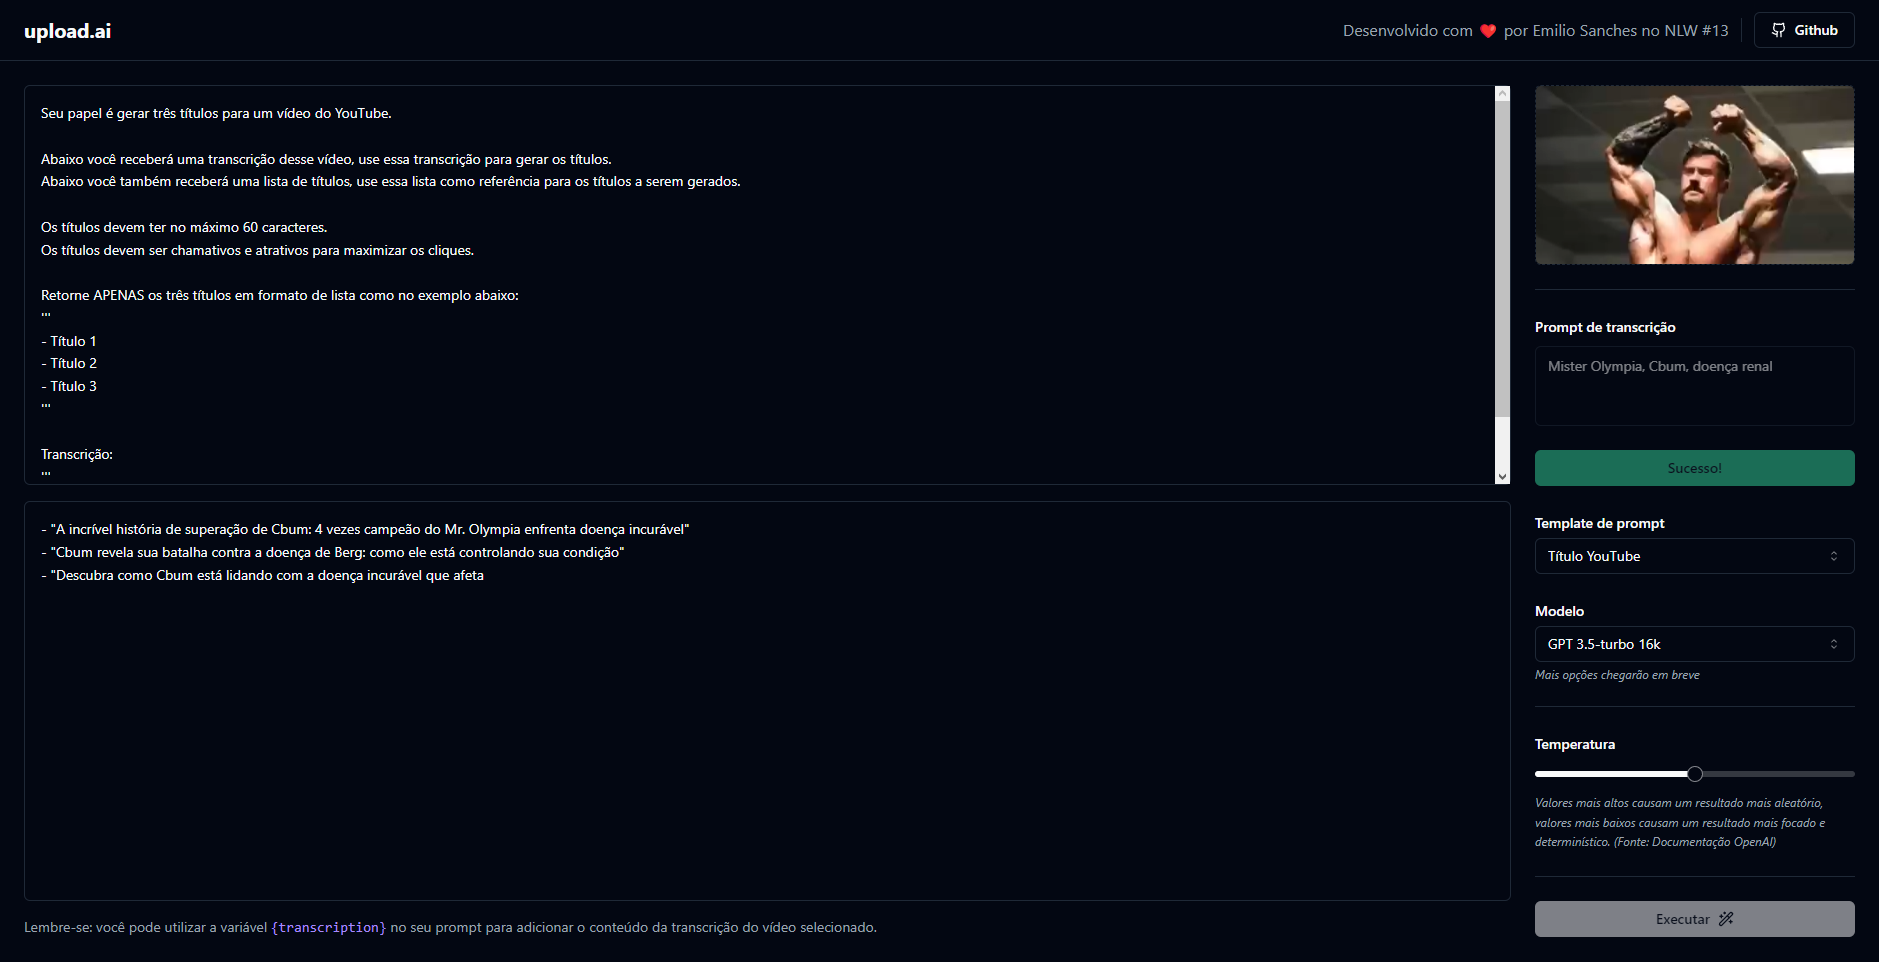 upload.ai
Desenvolvido com ❤️ por Emilio Sanches no NLW #13
Github
Seu papel é gerar três títulos para um vídeo do YouTube.
Abaixo você receberá uma transcrição desse vídeo, use essa transcrição para gerar os títulos.
Abaixo você também receberá uma lista de títulos, use essa lista como referência para os títulos a serem gerados.
Os títulos devem ter no máximo 60 caracteres.
Os títulos devem ser chamativos e atrativos para maximizar os cliques.
Retorne APENAS os três títulos em formato de lista como no exemplo abaixo:
'''
- Título 1
- Título 2
- Título 3
'''
Transcrição:
'''
- "A incrível história de superação de Cbum: 4 vezes campeão do Mr. Olympia enfrenta doença incurável"
- "Cbum revela sua batalha contra a doença de Berg: como ele está controlando sua condição"
- "Descubra como Cbum está lidando com a doença incurável que afeta
Lembre-se: você pode utilizar a variável {transcription} no seu prompt para adicionar o conteúdo da transcrição do vídeo selecionado.
Prompt de transcrição
Mister Olympia, Cbum, doença renal
Sucesso!
Template de prompt
Título YouTube
Modelo
GPT 3.5-turbo 16k
Mais opções chegarão em breve
Temperatura
Valores mais altos causam um resultado mais aleatório,
valores mais baixos causam um resultado mais focado e
determinístico. (Fonte: Documentação OpenAI)
Executar